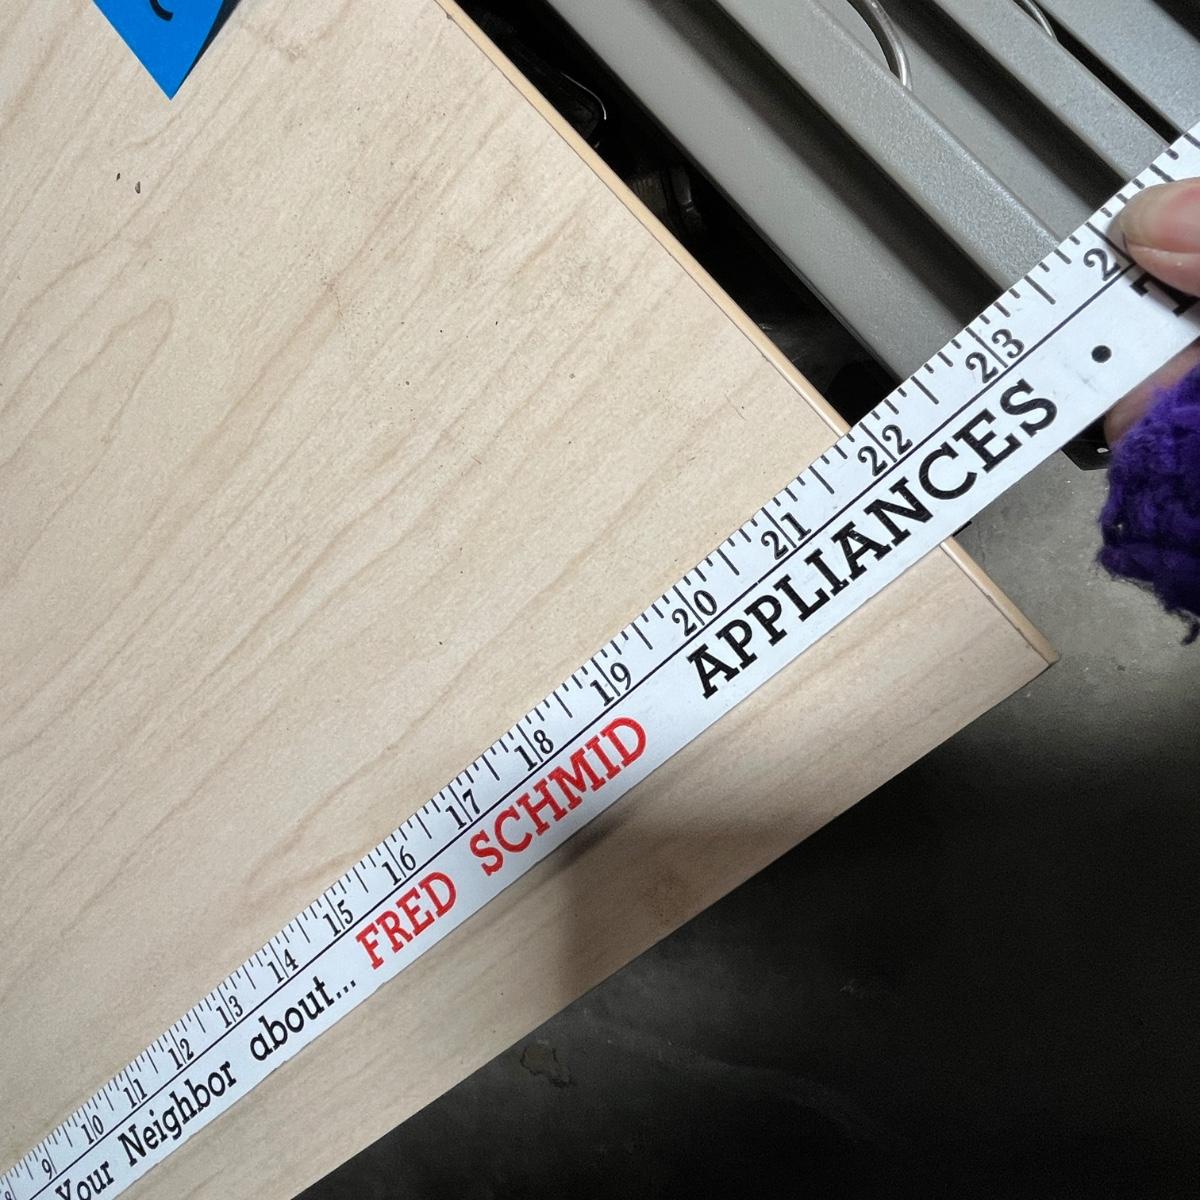 9 10 11 12 13 14 15 16 17 18 19 20 21 22 23
Your Neighbor about... FRED SCHMID APPLIANCES •